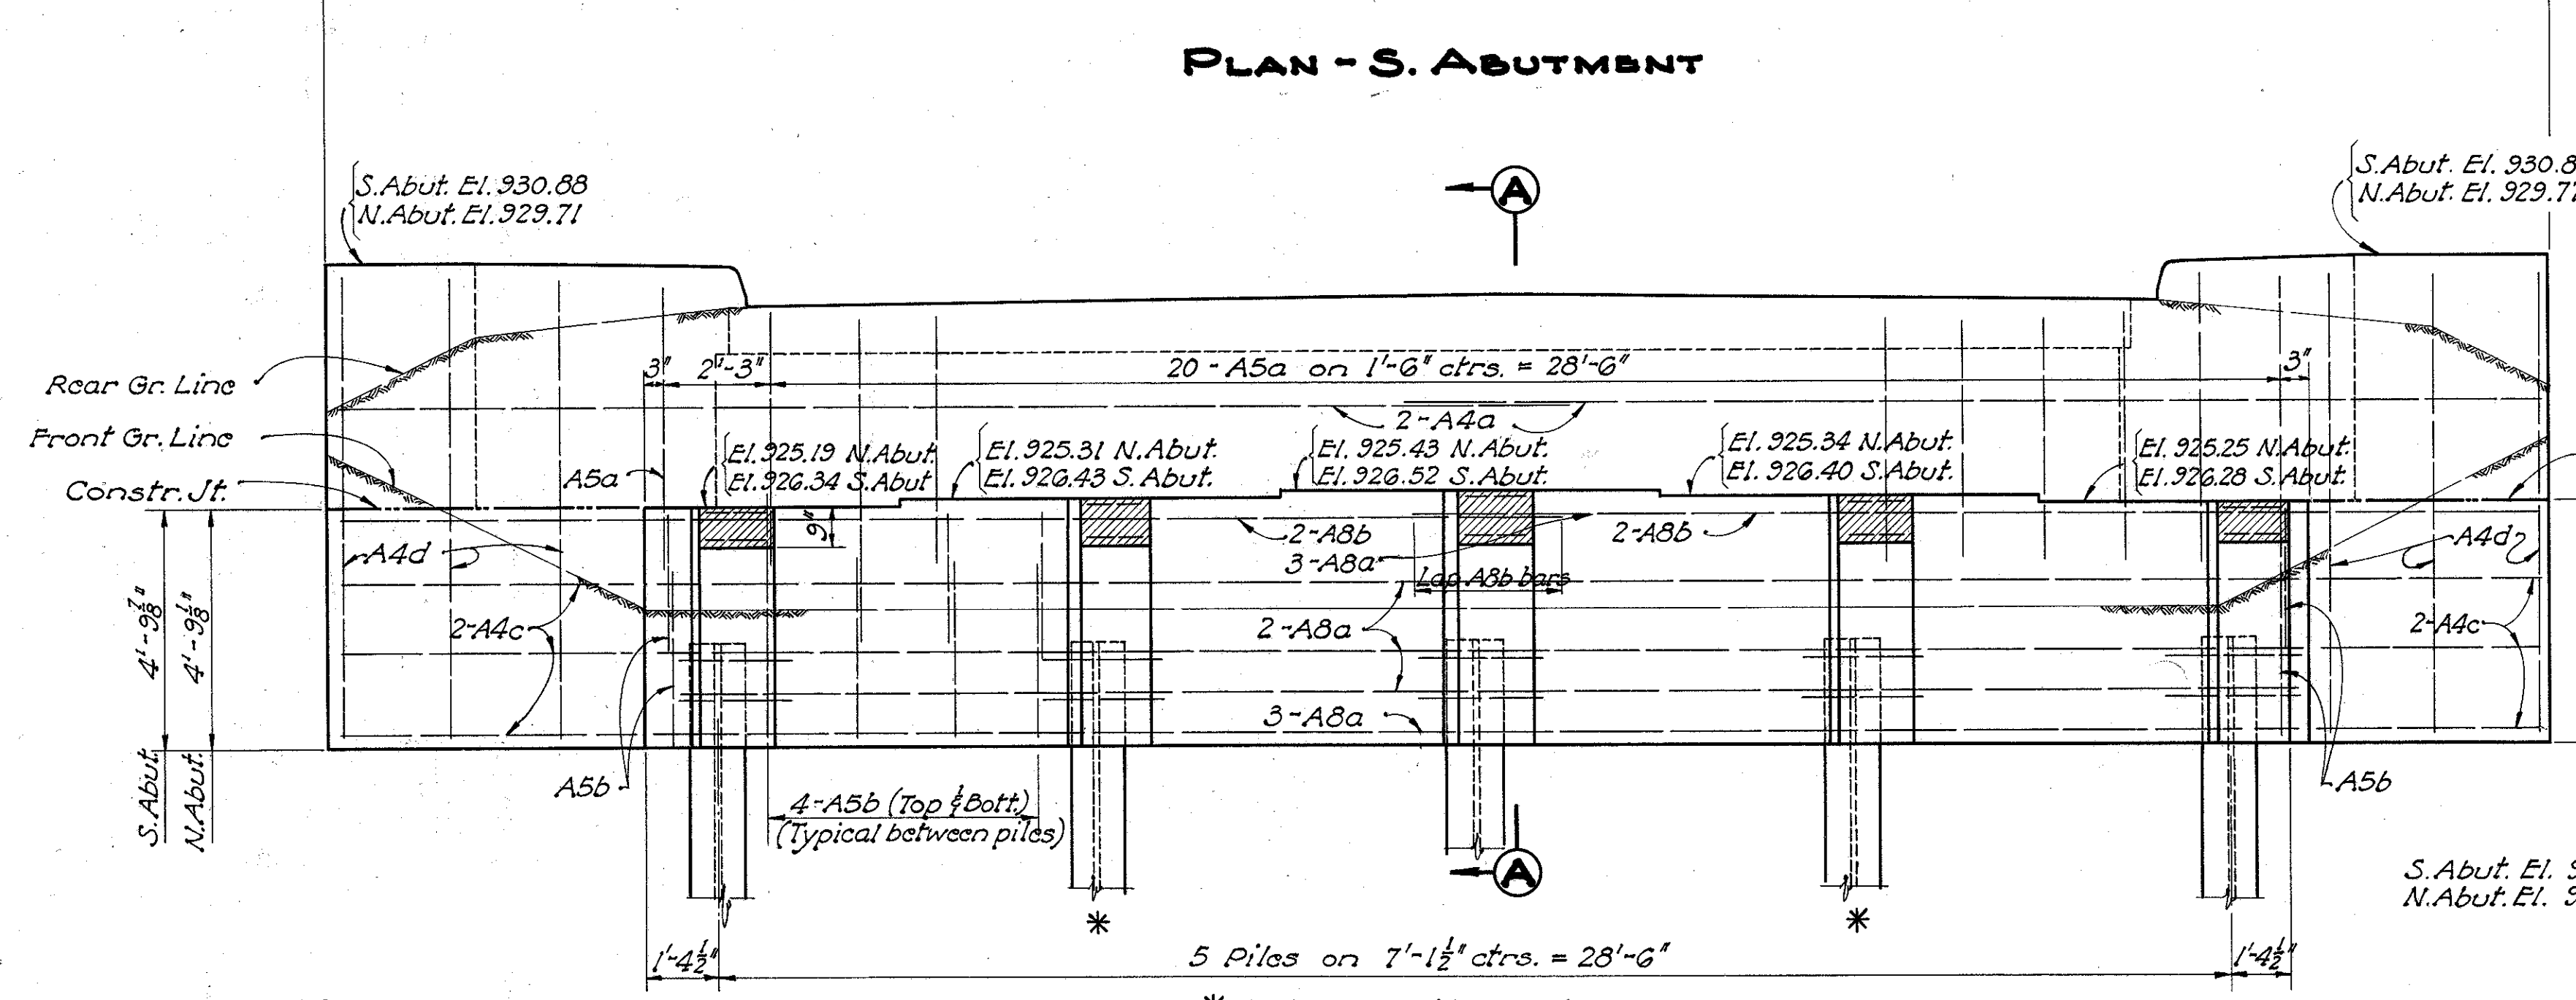 PLAN - S. ABUTMENT
A
S.Abut. El. 930.88
N.Abut. El. 929.71
S.Abut. El. 930.8
N.Abut. El. 929.77
Rear Gr. Line
Front Gr. Line
Constr. Jt.
3"
2'-3"
20 - A5a on 1'-6" ctrs. = 28'-6"
3"
2-A4a
A5a
El. 925.19 N.Abut.
El. 926.34 S.Abut
El. 925.31 N.Abut.
El. 926.43 S.Abut.
El. 925.43 N.Abut.
El. 926.52 S.Abut.
El. 925.34 N.Abut.
El. 926.40 S.Abut.
El. 925.25 N.Abut.
El. 926.28 S.Abut.
9"
A4d
2-A8b
3-A8a
2-A8b
Lap A8b bars
A4d
2-A4c
2-A8a
2-A4c
3-A8a
4'-9 7/8"
S.Abut.
4'-9 1/8"
N.Abut.
A5b
4-A5b (Top & Bott.)
(Typical between piles)
A5b
A
S.Abut. El. 9
N.Abut. El. 9
*
*
1'-4 1/2"
5 Piles on 7'-1 1/2" ctrs. = 28'-6"
1'-4 1/2"